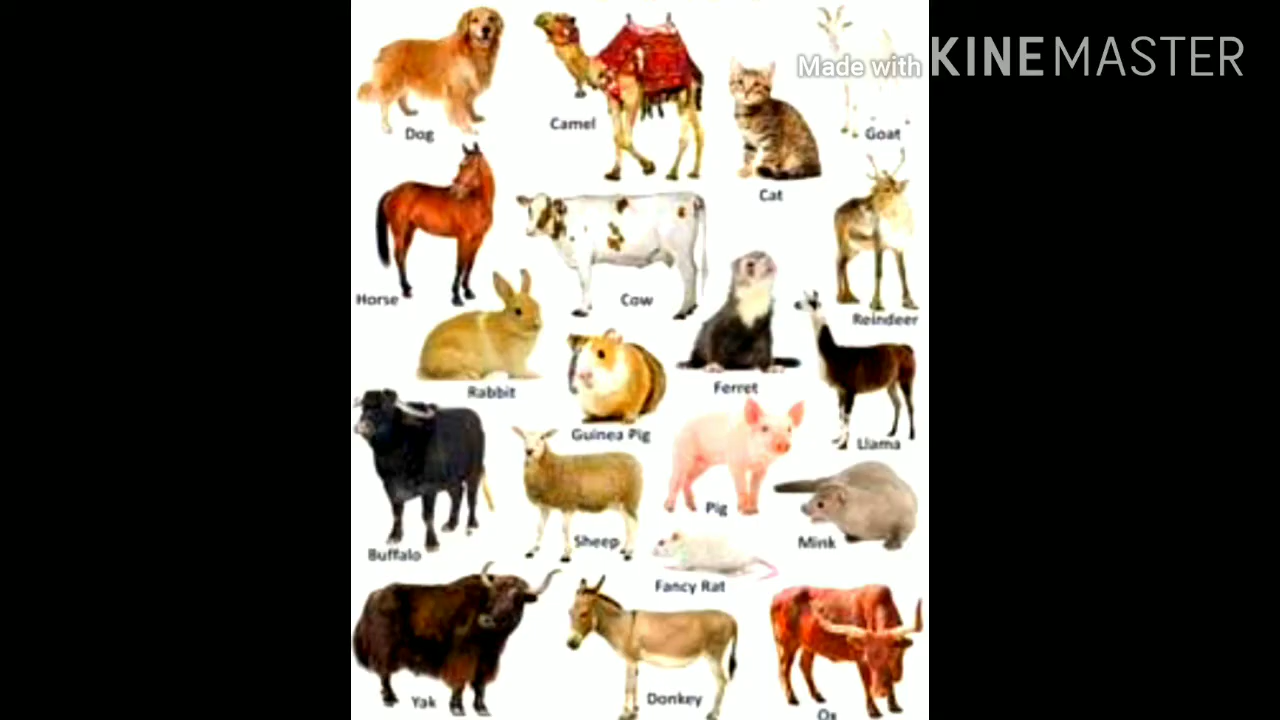 Made with KINEMASTER
Dog
Camel
Goat
Cat
Horse
Cow
Reindeer
Rabbit
Ferret
Guinea Pig
Llama
Pig
Buffalo
Sheep
Mink
Fancy Rat
Yak
Donkey
Ox